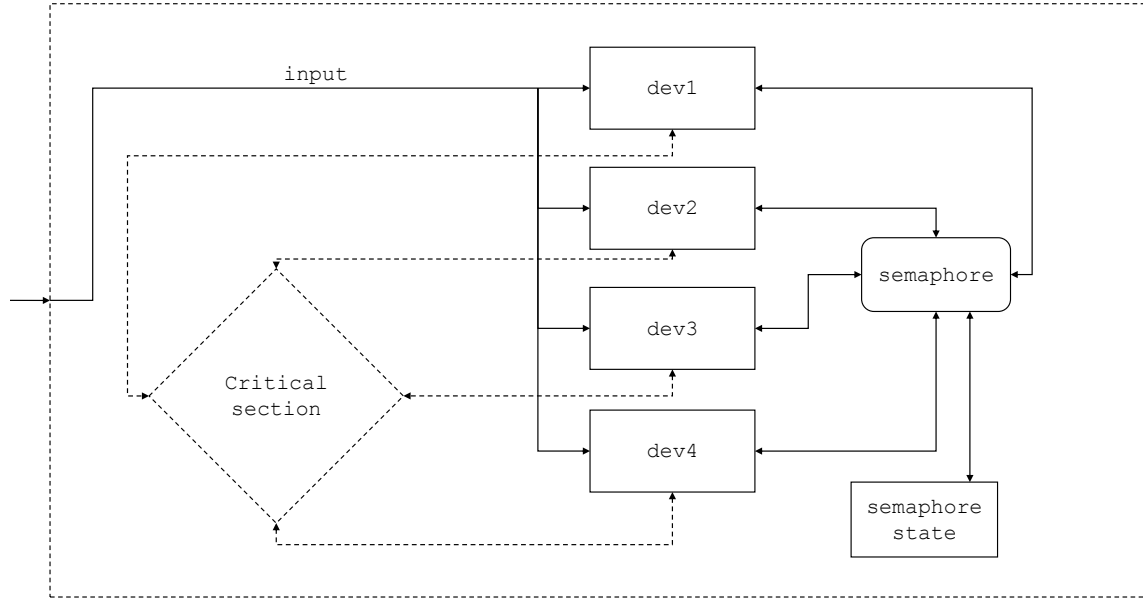 input
dev1
dev2
semaphore
dev3
Critical
section
dev4
semaphore
state